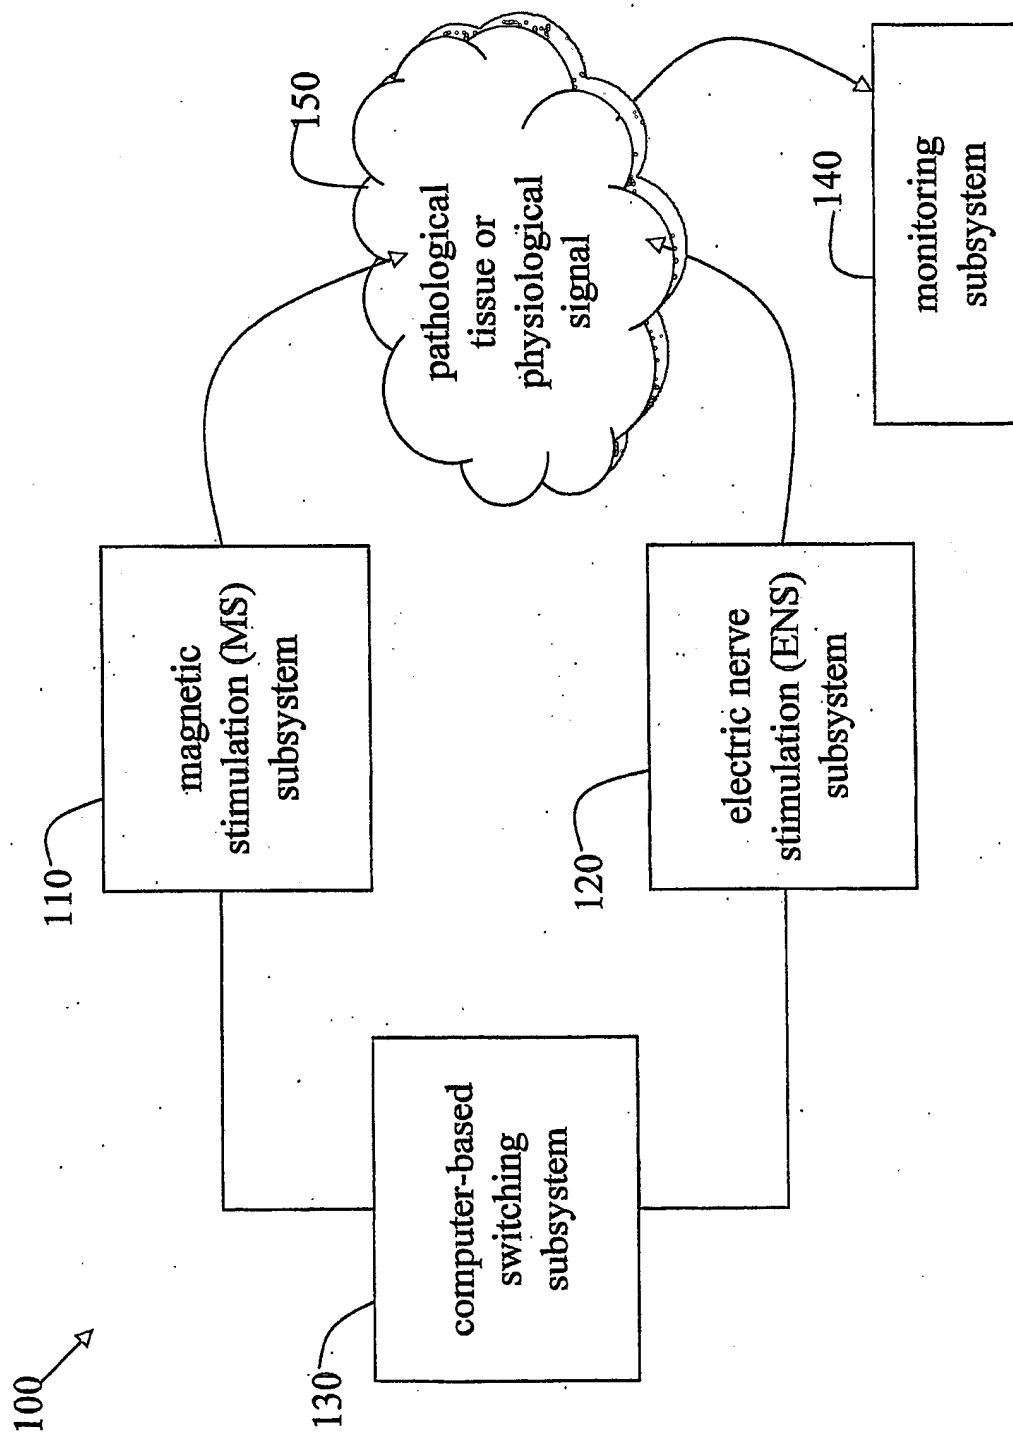 100
110
magnetic
stimulation (MS)
subsystem
150
pathological
tissue or
physiological
signal
130
computer-based
switching
subsystem
120
electric nerve
stimulation (ENS)
subsystem
140
monitoring
subsystem